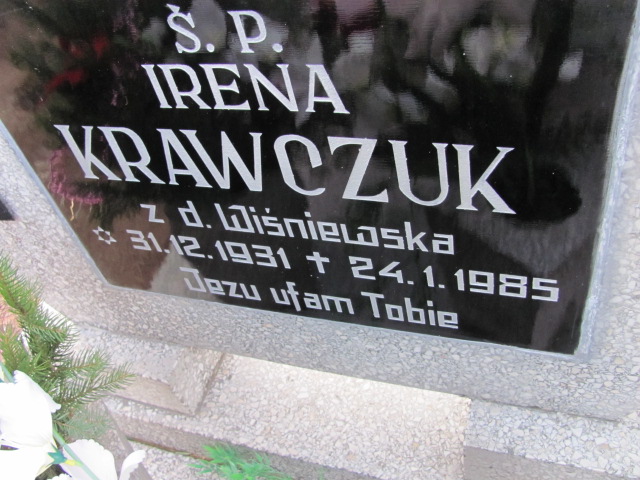 Ś. P.
IRENA
KRAWCZUK
z d. Wiśniewska
✡ 31.12.1931 ✝ 24.1.1985
Jezu ufam Tobie